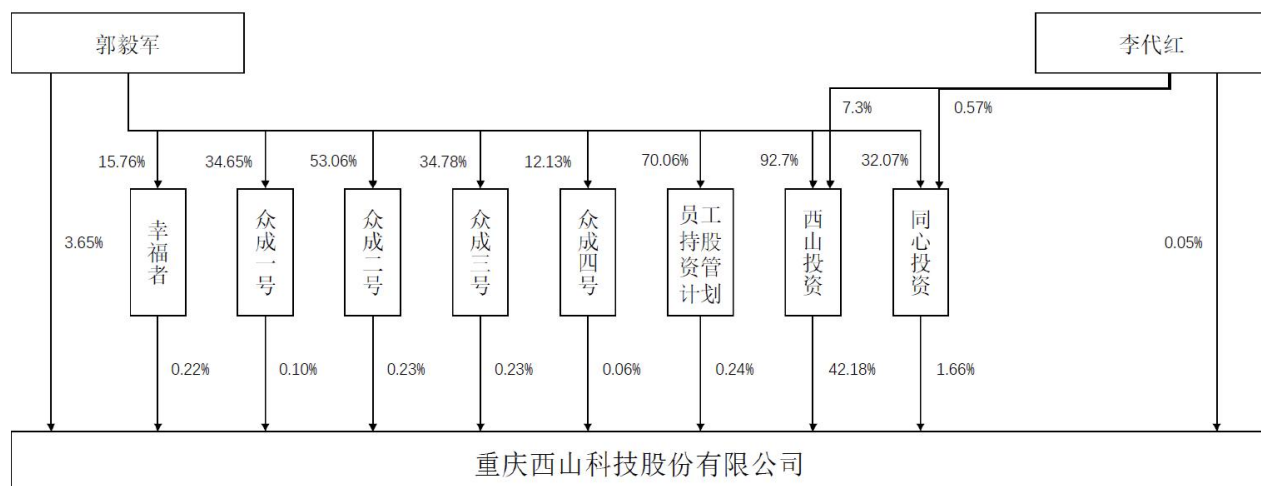 郭毅军
李代红
7.3%
0.57%
15.76%
34.65%
53.06%
34.78%
12.13%
70.06%
92.7%
32.07%
3.65%
幸福者
众成一号
众成二号
众成三号
众成四号
员工
持股
资管
计划
西山投资
同心投资
0.05%
0.22%
0.10%
0.23%
0.23%
0.06%
0.24%
42.18%
1.66%
重庆西山科技股份有限公司